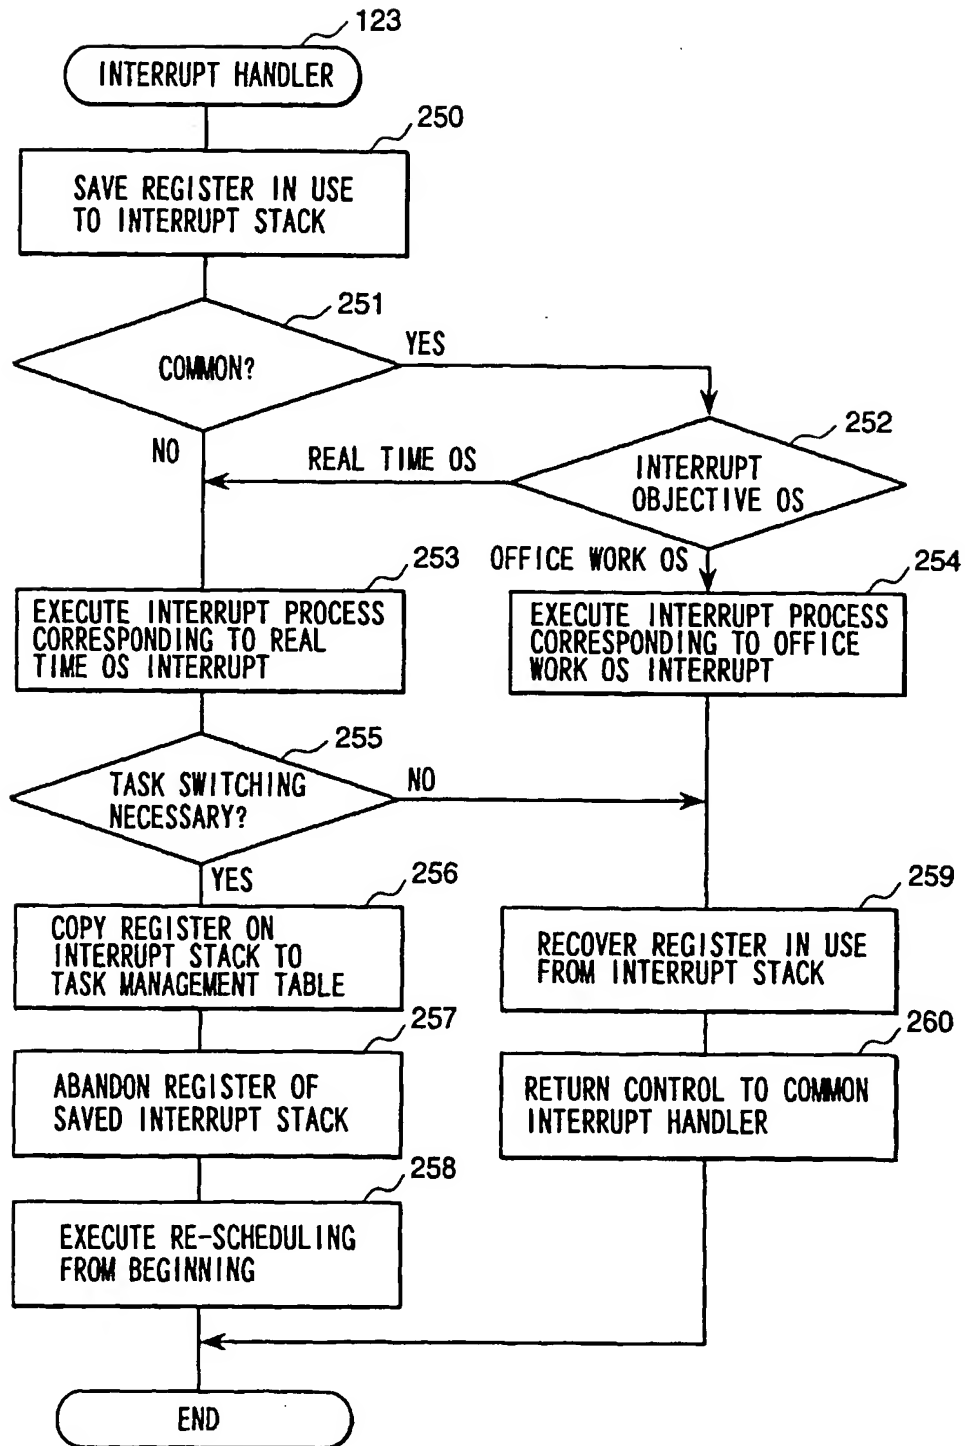 123
INTERRUPT HANDLER
250
SAVE REGISTER IN USE
TO INTERRUPT STACK
251
COMMON?
YES
NO
252
INTERRUPT
OBJECTIVE OS
REAL TIME OS
OFFICE WORK OS
253
EXECUTE INTERRUPT PROCESS
CORRESPONDING TO REAL
TIME OS INTERRUPT
254
EXECUTE INTERRUPT PROCESS
CORRESPONDING TO OFFICE
WORK OS INTERRUPT
255
TASK SWITCHING
NECESSARY?
NO
YES
256
COPY REGISTER ON
INTERRUPT STACK TO
TASK MANAGEMENT TABLE
257
ABANDON REGISTER OF
SAVED INTERRUPT STACK
258
EXECUTE RE-SCHEDULING
FROM BEGINNING
259
RECOVER REGISTER IN USE
FROM INTERRUPT STACK
260
RETURN CONTROL TO COMMON
INTERRUPT HANDLER
END